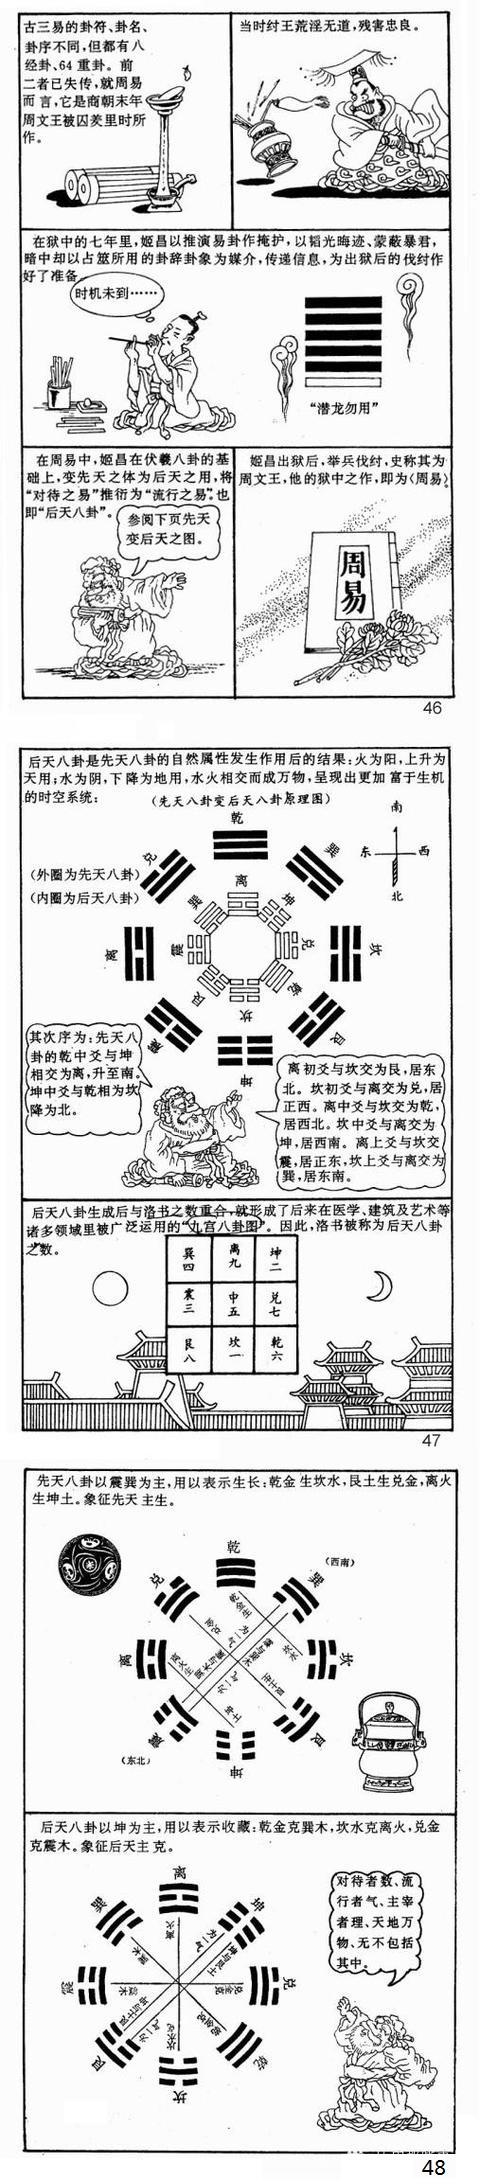 古三易的卦符、卦名、
卦序不同，但都有八
经卦、64重卦。前
二者已失传，就周易
而言，它是商朝末年
周文王被囚羑里时所
作。
当时纣王荒淫无道，残害忠良。
在狱中的七年里，姬昌以推演易卦作掩护，以韬光晦迹、蒙蔽暴君，
暗中却以占筮所用的卦辞卦象为媒介，传递信息，为出狱后的伐纣作
好了准备。
时机未到……
“潜龙勿用”
在周易中，姬昌在伏羲八卦的基
础上，变先天之体为后天之用，将
“对待之易”推衍为“流行之易”。也
即“后天八卦”。
参阅下页先天
变后天之图。
姬昌出狱后，举兵伐纣，史称其为
周文王，他的狱中之作，即为〈周易〉
周易
46
后天八卦是先天八卦的自然属性发生作用后的结果：火为阳，上升为
天用；水为阴，下降为地用，水火相交而成万物，呈现出更加富于生机
的时空系统：
（先天八卦变后天八卦原理图）
（外圈为先天八卦）
（内圈为后天八卦）
南
东 西
北
乾
兑 巽
离 坎
震 艮
坤
离
巽 坤
震 兑
艮 乾
坎
其次序为：先天八
卦的乾中爻与坤
相交为离，升至南。
坤中爻与乾相为坎
降为北。
离初爻与坎交为艮，居东
北。坎初爻与离交为兑，居
正西。离中爻与坎交为乾，
居西北。坎中爻与离交为
坤，居西南。离上爻与坎交
震，居正东，坎上爻与离交为
巽，居东南。
后天八卦生成后与洛书之数重合，就形成了后来在医学、建筑及艺术等
诸多领域里被广泛运用的“九宫八卦图”。因此，洛书被称为后天八卦
之数。
巽四 离九 坤二
震三 中五 兑七
艮八 坎一 乾六
47
先天八卦以震巽为主，用以表示生长：乾金生坎水，艮土生兑金，离火
生坤土。象征先天主生。
乾
兑 巽
（西南）
离 坎
震 艮
（东北）
坤
乾金生
坎水
离火生
后天八卦以坤为主，用以表示收藏：乾金克巽木，坎水克离火，兑金
克震木。象征后天主克。
离
巽 坤
震 兑
艮 乾
坎
离火
巽木
震木
兑金克
乾金克
坎水克
对待者数、流
行者气、主宰
者理、天地万
物、无不包括
其中。
48